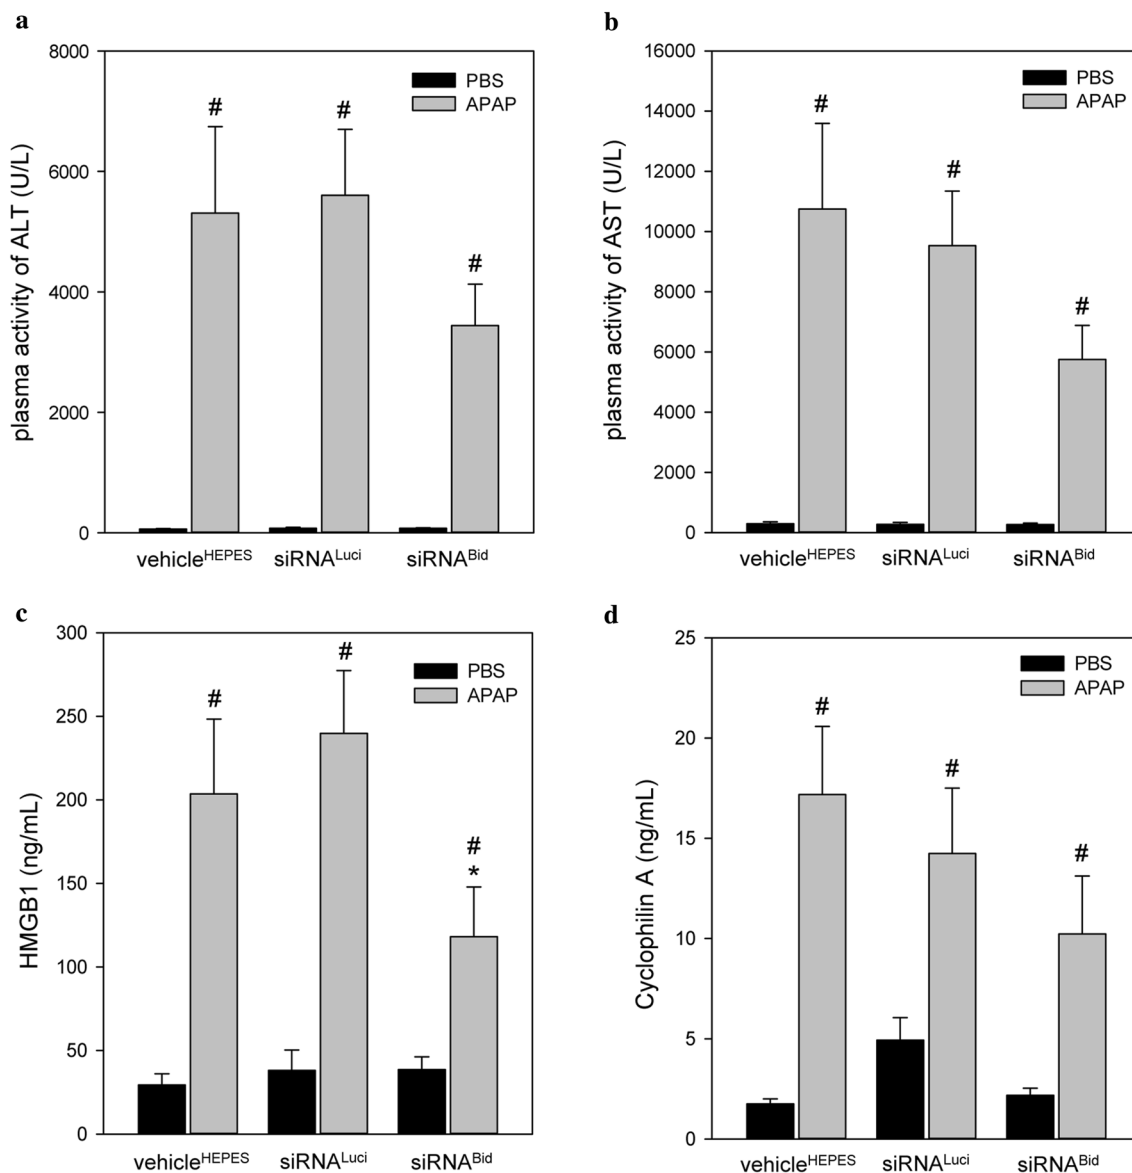 a
8000
6000
4000
2000
0
plasma activity of ALT (U/L)
PBS
APAP
#
#
#
vehicleHEPES siRNALuci siRNABid
b
16000
14000
12000
10000
8000
6000
4000
2000
0
plasma activity of AST (U/L)
PBS
APAP
#
#
#
vehicleHEPES siRNALuci siRNABid
c
300
250
200
150
100
50
0
HMGB1 (ng/mL)
PBS
APAP
#
#
#
*
vehicleHEPES siRNALuci siRNABid
d
25
20
15
10
5
0
Cyclophilin A (ng/mL)
PBS
APAP
#
#
#
vehicleHEPES siRNALuci siRNABid